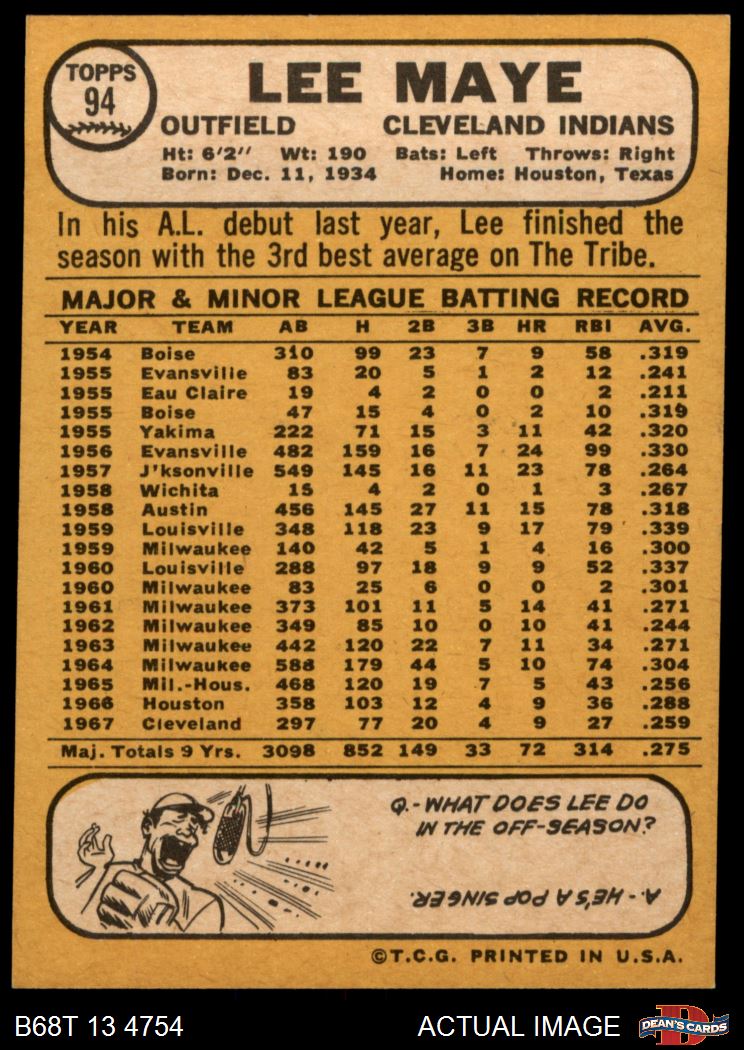 TOPPS
94
LEE MAYE
OUTFIELD CLEVELAND INDIANS
Ht: 6'2'' Wt: 190 Bats: Left Throws: Right
Born: Dec. 11, 1934 Home: Houston, Texas
In his A.L. debut last year, Lee finished the
season with the 3rd best average on The Tribe.
MAJOR & MINOR LEAGUE BATTING RECORD
YEAR TEAM AB H 2B 3B HR RBI AVG.
1954 Boise 310 99 23 7 9 58 .319
1955 Evansville 83 20 5 1 2 12 .241
1955 Eau Claire 19 4 2 0 0 2 .211
1955 Boise 47 15 4 0 2 10 .319
1955 Yakima 222 71 15 3 11 42 .320
1956 Evansville 482 159 16 7 24 99 .330
1957 J'ksonville 549 145 16 11 23 78 .264
1958 Wichita 15 4 2 0 1 3 .267
1958 Austin 456 145 27 11 15 78 .318
1959 Louisville 348 118 23 9 17 79 .339
1959 Milwaukee 140 42 5 1 4 16 .300
1960 Louisville 288 97 18 9 9 52 .337
1960 Milwaukee 83 25 6 0 0 2 .301
1961 Milwaukee 373 101 11 5 14 41 .271
1962 Milwaukee 349 85 10 0 10 41 .244
1963 Milwaukee 442 120 22 7 11 34 .271
1964 Milwaukee 588 179 44 5 10 74 .304
1965 Mil.-Hous. 468 120 19 7 5 43 .256
1966 Houston 358 103 12 4 9 36 .288
1967 Cleveland 297 77 20 4 9 27 .259
Maj. Totals 9 Yrs. 3098 852 149 33 72 314 .275
Q.- WHAT DOES LEE DO
IN THE OFF-SEASON?
A.- HE'S A POP SINGER.
©T.C.G. PRINTED IN U.S.A.
B68T 13 4754 ACTUAL IMAGE
D
DEAN'S CARDS